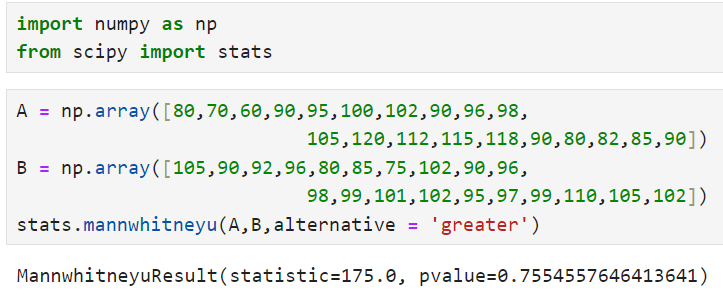 import numpy as np
from scipy import stats
A = np.array([80,70,60,90,95,100,102,90,96,98,
105,120,112,115,118,90,80,82,85,90])
B = np.array([105,90,92,96,80,85,75,102,90,96,
98,99,101,102,95,97,99,110,105,102])
stats.mannwhitneyu(A,B,alternative = 'greater')
MannwhitneyuResult(statistic=175.0, pvalue=0.7554557646413641)